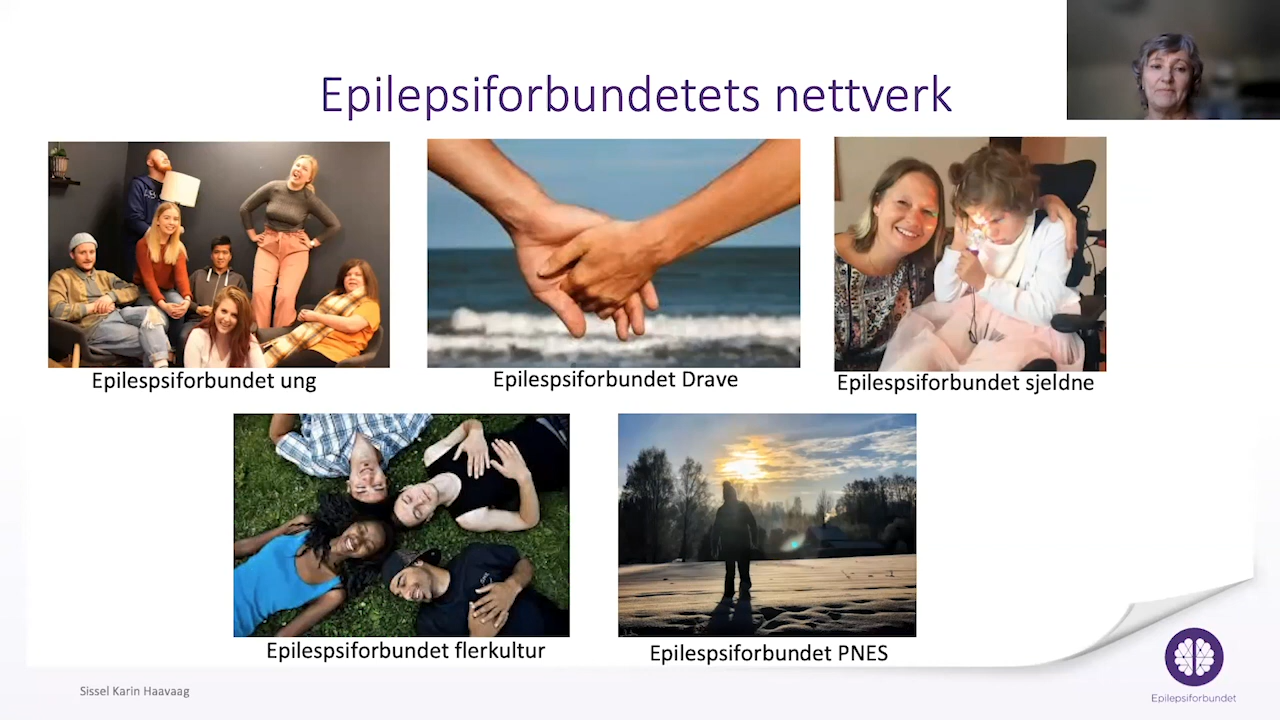 Epilepsiforbundetets nettverk
Epilespsiforbundet ung
Epilespsiforbundet Drave
Epilespsiforbundet sjeldne
Epilespsiforbundet flerkultur
Epilespsiforbundet PNES
Sissel Karin Haavaag
Epilepsiforbundet